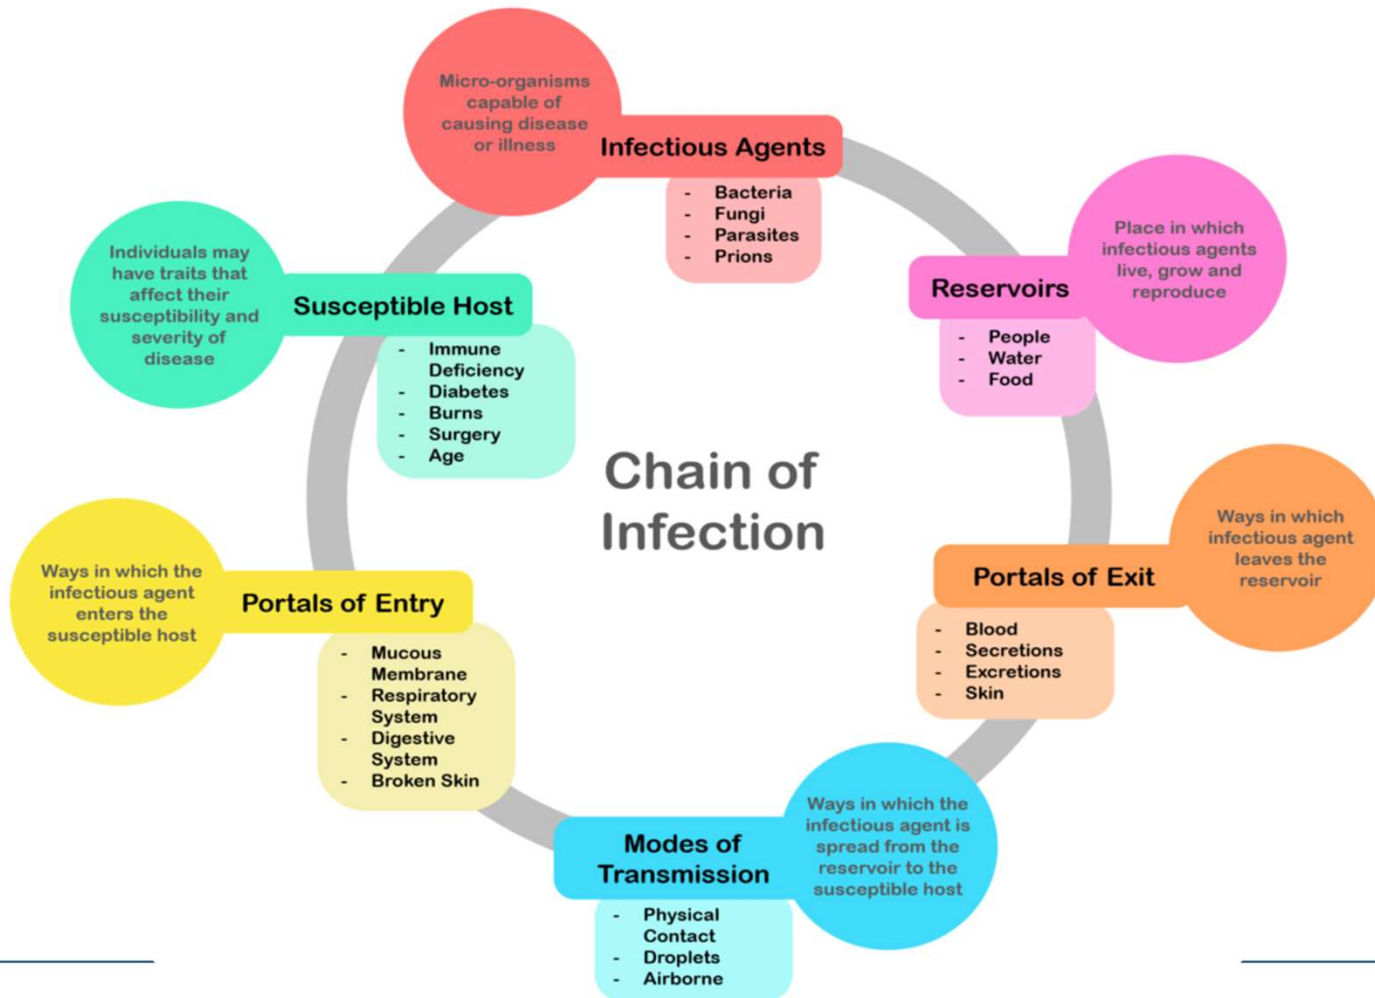 Micro-organisms
capable of
causing disease
or illness
Infectious Agents
- Bacteria
- Fungi
- Parasites
- Prions
Place in which
infectious agents
live, grow and
reproduce
Reservoirs
- People
- Water
- Food
Ways in which
infectious agent
leaves the
reservoir
Portals of Exit
- Blood
- Secretions
- Excretions
- Skin
Ways in which the
infectious agent is
spread from the
reservoir to the
susceptible host
Modes of
Transmission
- Physical
Contact
- Droplets
- Airborne
Ways in which the
infectious agent
enters the
susceptible host
Portals of Entry
- Mucous
Membrane
- Respiratory
System
- Digestive
System
- Broken Skin
Individuals may
have traits that
affect their
susceptibility and
severity of
disease
Susceptible Host
- Immune
Deficiency
- Diabetes
- Burns
- Surgery
- Age
Chain of
Infection